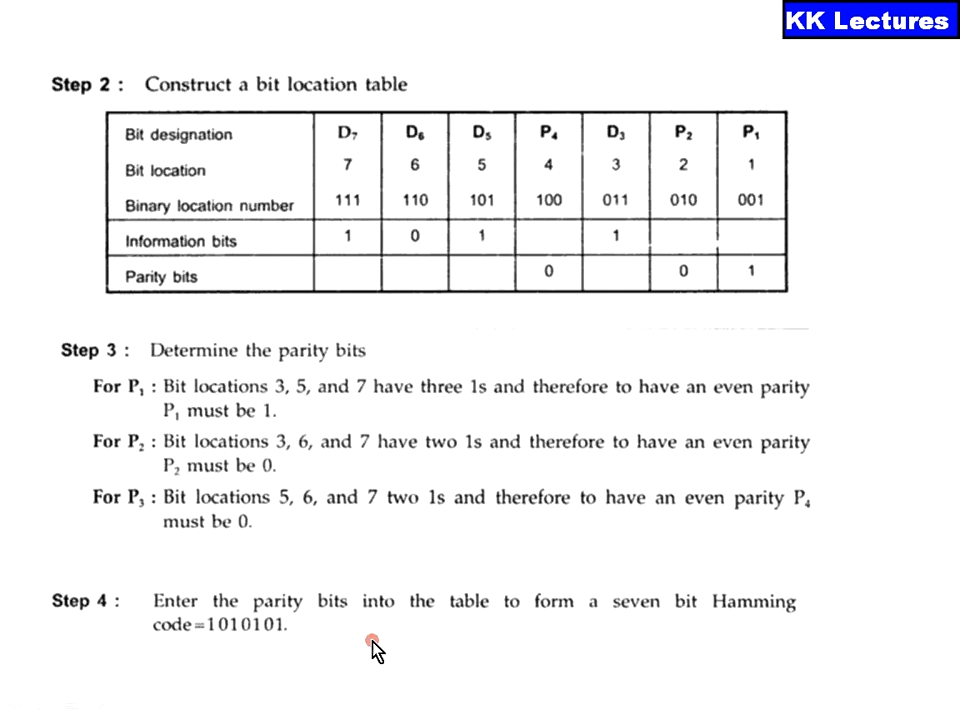 KK Lectures
Step 2 : Construct a bit location table
Bit designation D₇ D₆ D₅ P₄ D₃ P₂ P₁
Bit location 7 6 5 4 3 2 1
Binary location number 111 110 101 100 011 010 001
Information bits 1 0 1 1
Parity bits 0 0 1
Step 3 : Determine the parity bits
For P₁ : Bit locations 3, 5, and 7 have three 1s and therefore to have an even parity
P₁ must be 1.
For P₂ : Bit locations 3, 6, and 7 have two 1s and therefore to have an even parity
P₂ must be 0.
For P₃ : Bit locations 5, 6, and 7 two 1s and therefore to have an even parity P₄
must be 0.
Step 4 : Enter the parity bits into the table to form a seven bit Hamming
code=1010101.